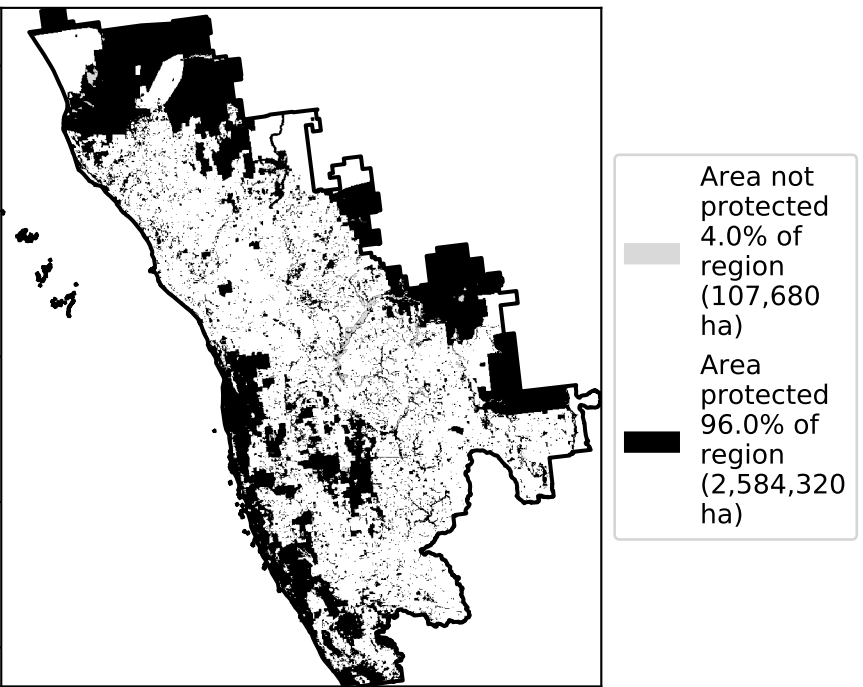 Area not
protected
4.0% of
region
(107,680
ha)
Area
protected
96.0% of
region
(2,584,320
ha)